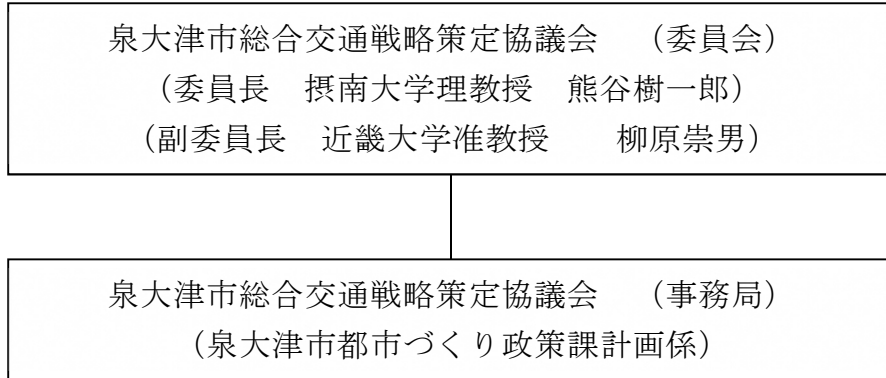 泉大津市総合交通戦略策定協議会　（委員会）
（委員長　摂南大学理教授　熊谷樹一郎）
（副委員長　近畿大学准教授　　柳原崇男）
泉大津市総合交通戦略策定協議会　（事務局）
（泉大津市都市づくり政策課計画係）